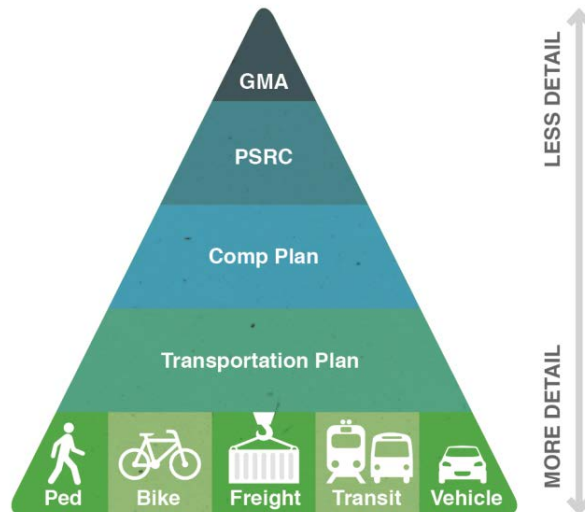 GMA
PSRC
Comp Plan
Transportation Plan
Ped
Bike
Freight
Transit
Vehicle
LESS DETAIL
MORE DETAIL